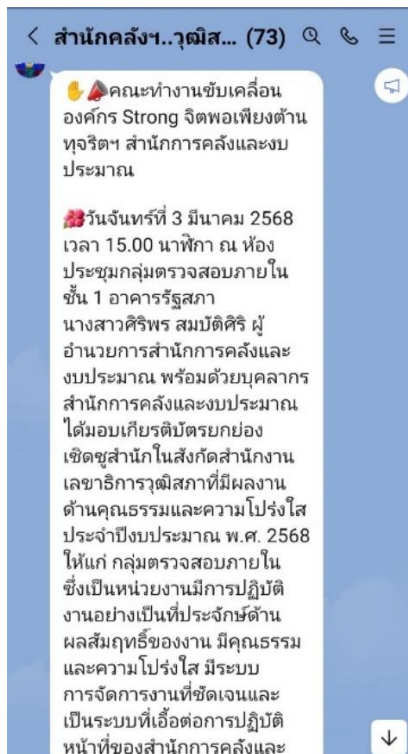 สำนักคลังฯ..วุฒิส... (73)
✋📣คณะทำงานขับเคลื่อน
องค์กร Strong จิตพอเพียงต้าน
ทุจริตฯ สำนักการคลังและงบ
ประมาณ
🌺วันจันทร์ที่ 3 มีนาคม 2568
เวลา 15.00 นาฬิกา ณ ห้อง
ประชุมกลุ่มตรวจสอบภายใน
ชั้น 1 อาคารรัฐสภา
นางสาวศิริพร สมบัติศิริ ผู้
อำนวยการสำนักการคลังและ
งบประมาณ พร้อมด้วยบุคลากร
สำนักการคลังและงบประมาณ
ได้มอบเกียรติบัตรยกย่อง
เชิดชูสำนักในสังกัดสำนักงาน
เลขาธิการวุฒิสภาที่มีผลงาน
ด้านคุณธรรมและความโปร่งใส
ประจำปีงบประมาณ พ.ศ. 2568
ให้แก่ กลุ่มตรวจสอบภายใน
ซึ่งเป็นหน่วยงานมีการปฏิบัติ
งานอย่างเป็นที่ประจักษ์ด้าน
ผลสัมฤทธิ์ของงาน มีคุณธรรม
และความโปร่งใส มีระบบ
การจัดการงานที่ชัดเจนและ
เป็นระบบที่เอื้อต่อการปฏิบัติ
หน้าที่ของสำนักการคลังและ